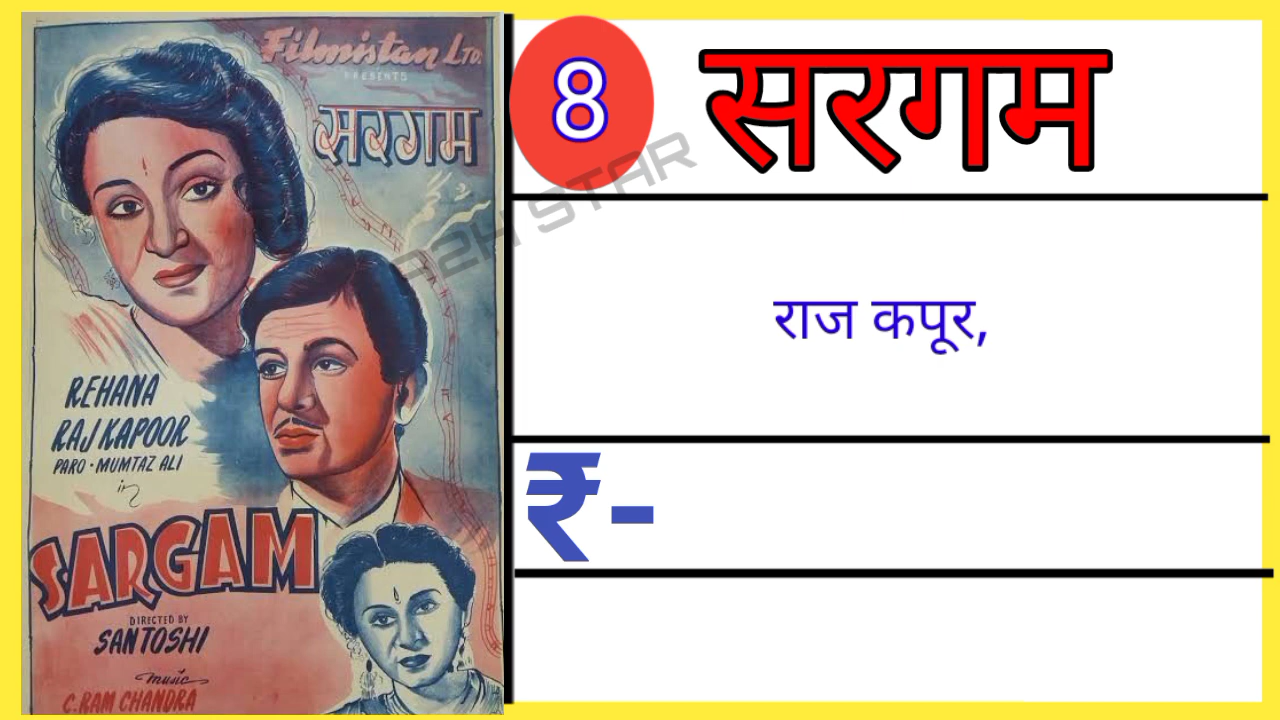 Filmistan LTD.
PRESENTS
सरगम
REHANA
RAJ KAPOOR
PARO • MUMTAZ ALI
in
SARGAM
DIRECTED BY
SANTOSHI
music
C. RAM CHANDRA
8
सरगम
राज कपूर,
₹-
STAR